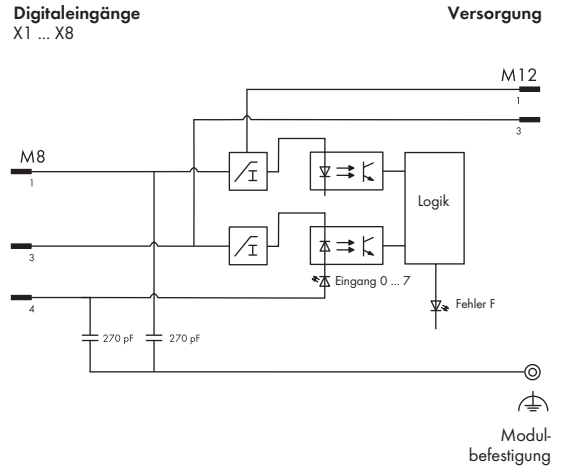 Digitaleingänge
X1 ... X8
Versorgung
M12
1
3
M8
1
3
4
Logik
Eingang 0 ... 7
Fehler F
270 pF
270 pF
Modul-
befestigung